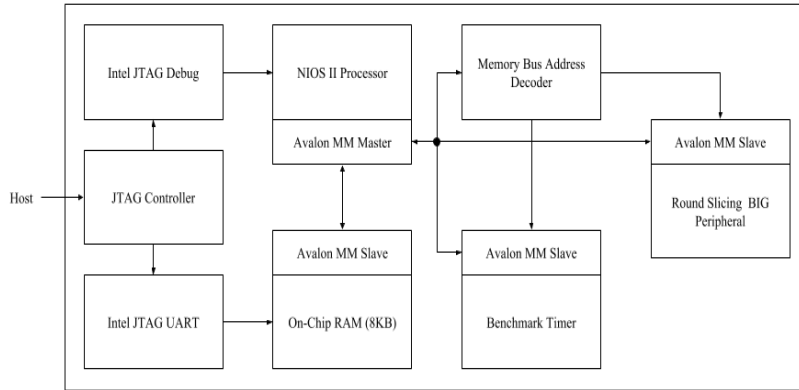 Intel JTAG Debug
NIOS II Processor
Memory Bus Address
Decoder
Avalon MM Master
Avalon MM Slave
Host
JTAG Controller
Round Slicing BIG
Peripheral
Avalon MM Slave
Avalon MM Slave
Intel JTAG UART
On-Chip RAM (8KB)
Benchmark Timer